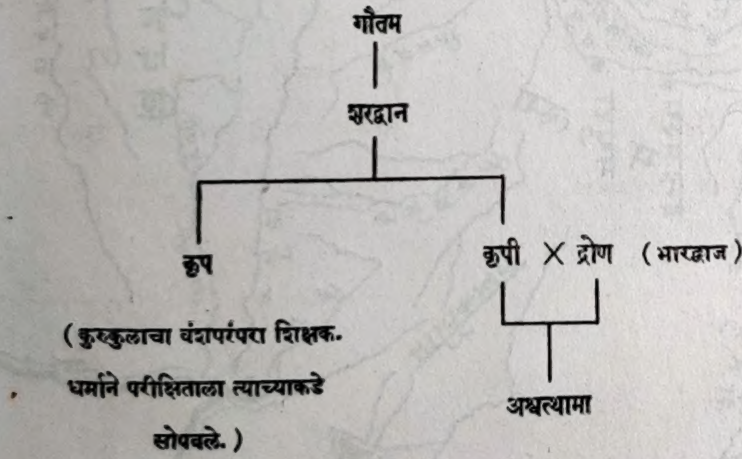 गौतम
शरद्वान
कृप
कृपी X द्रोण (भारद्वाज)
(कुरुकुलाचा वंशपरंपरा शिक्षक.
धर्माने परीक्षिताला त्याच्याकडे
सोपवले.)
अश्वत्थामा